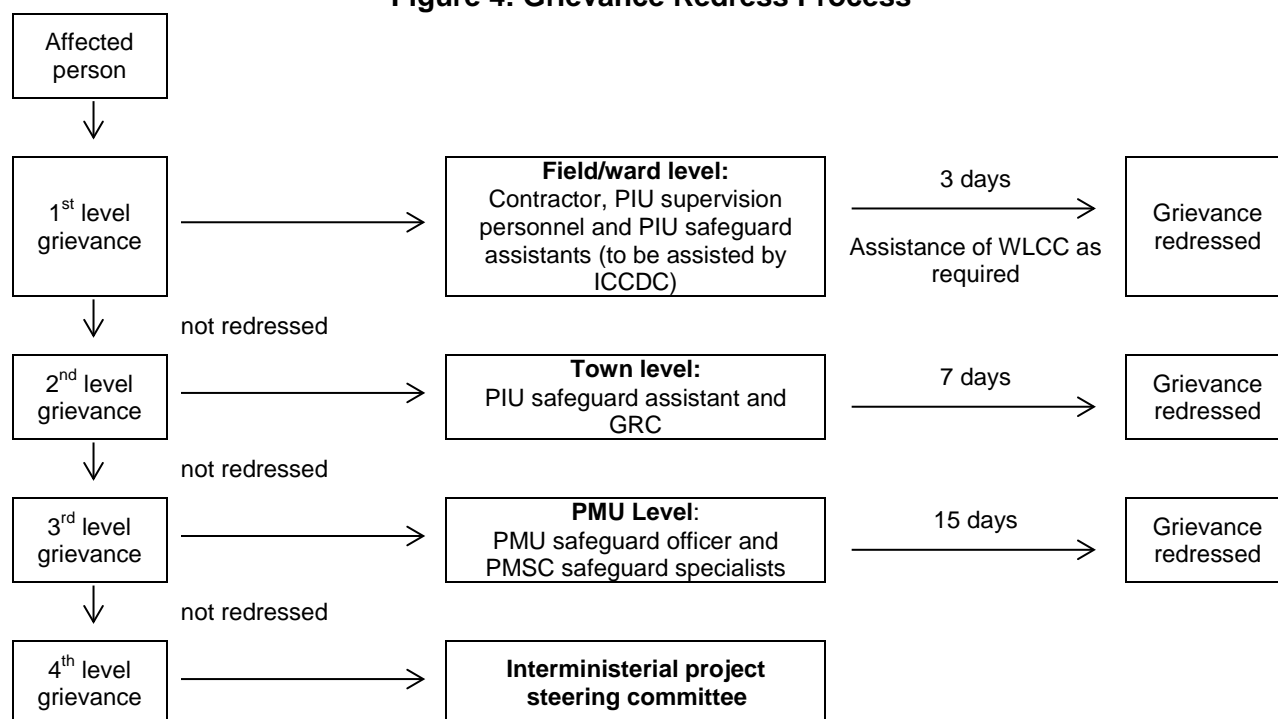 Figure 4: Grievance Redress Process
Affected
person
1st level
grievance
Field/ward level:
Contractor, PIU supervision
personnel and PIU safeguard
assistants (to be assisted by
ICCDC)
3 days
Assistance of WLCC as
required
Grievance
redressed
not redressed
2nd level
grievance
Town level:
PIU safeguard assistant and
GRC
7 days
Grievance
redressed
not redressed
3rd level
grievance
PMU Level:
PMU safeguard officer and
PMSC safeguard specialists
15 days
Grievance
redressed
not redressed
4th level
grievance
Interministerial project
steering committee